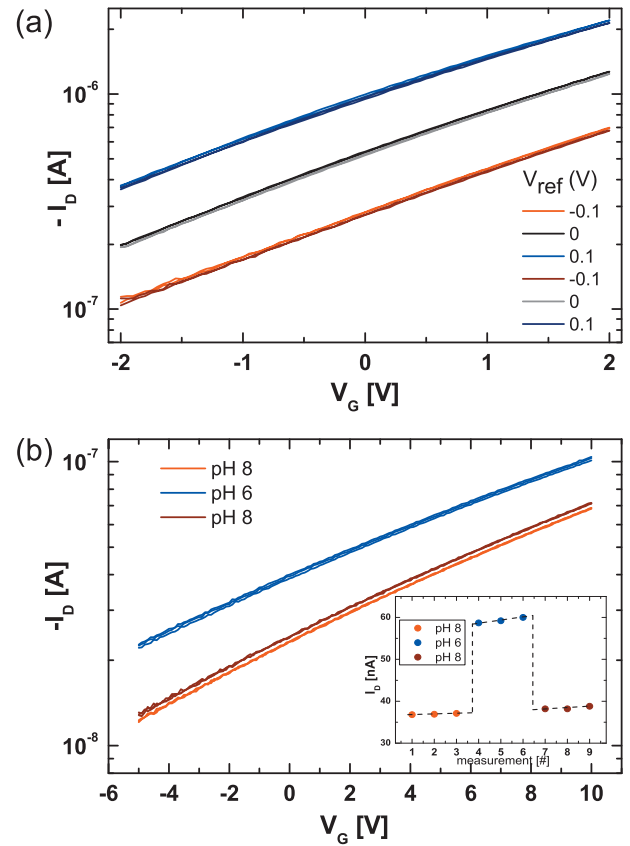 (a)
10⁻⁶
10⁻⁷
- I_D [A]
V_ref (V)
-0.1
0
0.1
-0.1
0
0.1
-2 -1 0 1 2
V_G [V]
(b)
10⁻⁷
10⁻⁸
-I_D [A]
pH 8
pH 6
pH 8
60
50
40
30
I_D [nA]
pH 8
pH 6
pH 8
1 2 3 4 5 6 7 8 9
measurement [#]
-6 -4 -2 0 2 4 6 8 10
V_G [V]